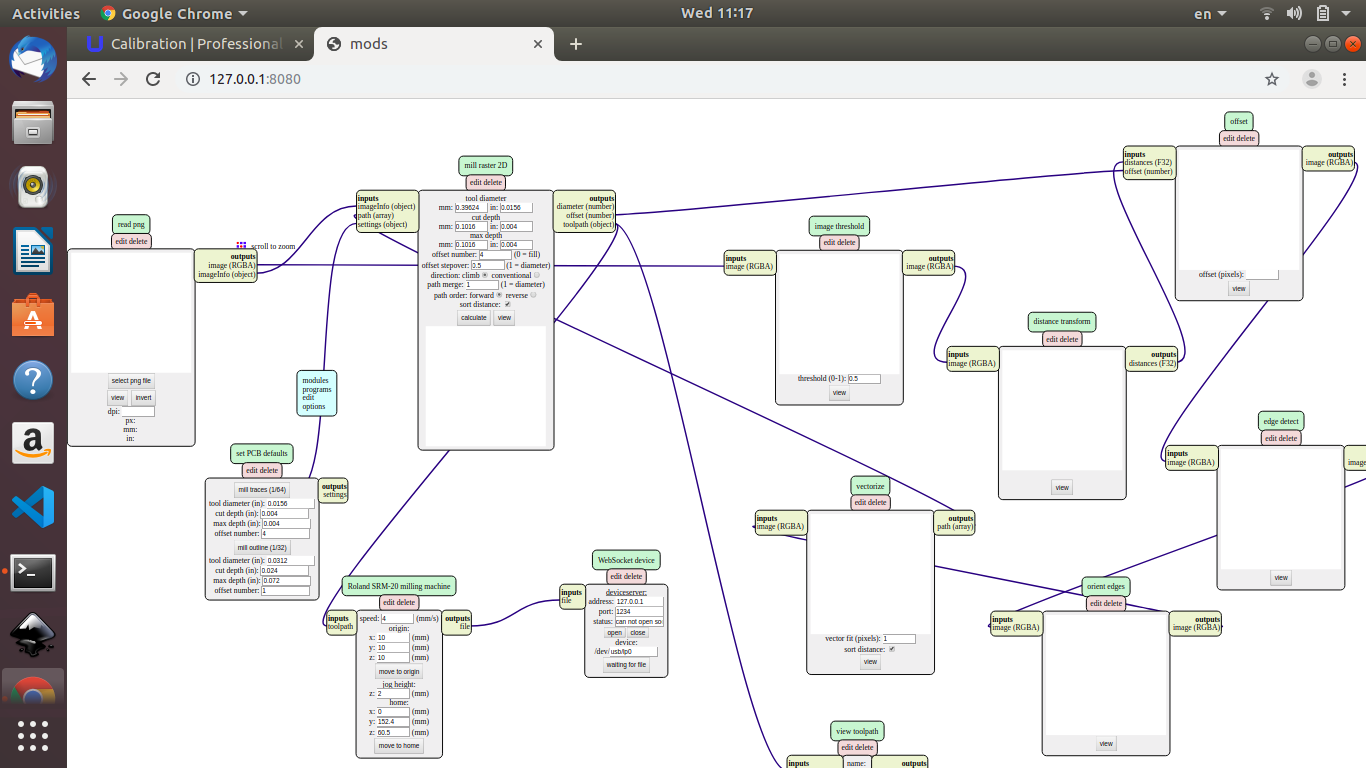 Activities
Google Chrome
Wed 11:17
en
Calibration | Professional
mods
127.0.0.1:8080
read png
edit delete
scroll to zoom
outputs
image (RGBA)
imageInfo (object)
select png file
view invert
dpi:
px:
mm:
in:
modules
programs
edit
options
set PCB defaults
edit delete
outputs
settings
mill traces (1/64)
tool diameter (in): 0.0156
cut depth (in): 0.004
max depth (in): 0.004
offset number: 4
mill outline (1/32)
tool diameter (in): 0.0312
cut depth (in): 0.024
max depth (in): 0.072
offset number: 1
mill raster 2D
edit delete
inputs
imageInfo (object)
path (array)
settings (object)
tool diameter
mm: 0.39624 in: 0.0156
cut depth
mm: 0.1016 in: 0.004
max depth
mm: 0.1016 in: 0.004
offset number: 4 (0 = fill)
offset stepover: 0.5 (1 = diameter)
direction: climb conventional
path merge: 1 (1 = diameter)
path order: forward reverse
sort distance:
calculate view
outputs
diameter (number)
offset (number)
toolpath (object)
Roland SRM-20 milling machine
edit delete
inputs
toolpath
speed: 4 (mm/s)
origin:
x: 10 (mm)
y: 10 (mm)
z: 10 (mm)
move to origin
jog height:
z: 2 (mm)
home:
x: 0 (mm)
y: 152.4 (mm)
z: 60.5 (mm)
move to home
outputs
file
WebSocket device
edit delete
inputs
file
deviceserver:
address: 127.0.0.1
port: 1234
status: can not open so
open close
device:
/dev/ usb/lp0
waiting for file
image threshold
edit delete
inputs
image (RGBA)
outputs
image (RGBA)
threshold (0-1): 0.5
view
vectorize
edit delete
inputs
image (RGBA)
outputs
path (array)
vector fit (pixels): 1
sort distance:
view
view toolpath
edit delete
inputs
name:
outputs
distance transform
edit delete
inputs
image (RGBA)
outputs
distances (F32)
view
offset
edit delete
inputs
distances (F32)
offset (number)
outputs
image (RGBA)
offset (pixels):
view
edge detect
edit delete
inputs
image (RGBA)
image
view
orient edges
edit delete
inputs
image (RGBA)
outputs
image (RGBA)
view